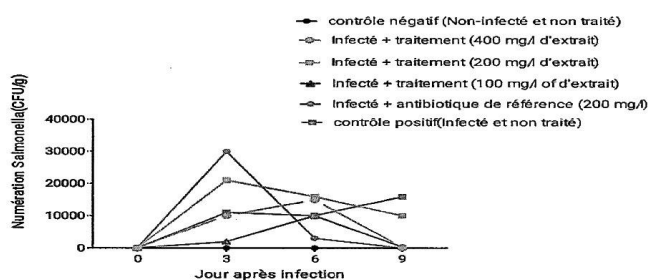 contrôle négatif (Non-infecté et non traité)
Infecté + traitement (400 mg/l d'extrait)
Infecté + traitement (200 mg/l d'extrait)
Infecté + traitement (100 mg/l of d'extrait)
Infecté + antibiotique de référence (200 mg/l)
contrôle positif(Infecté et non traité)
Numération Salmonella(CFU/g)
40000
30000
20000
10000
0
0 3 6 9
Jour après infection